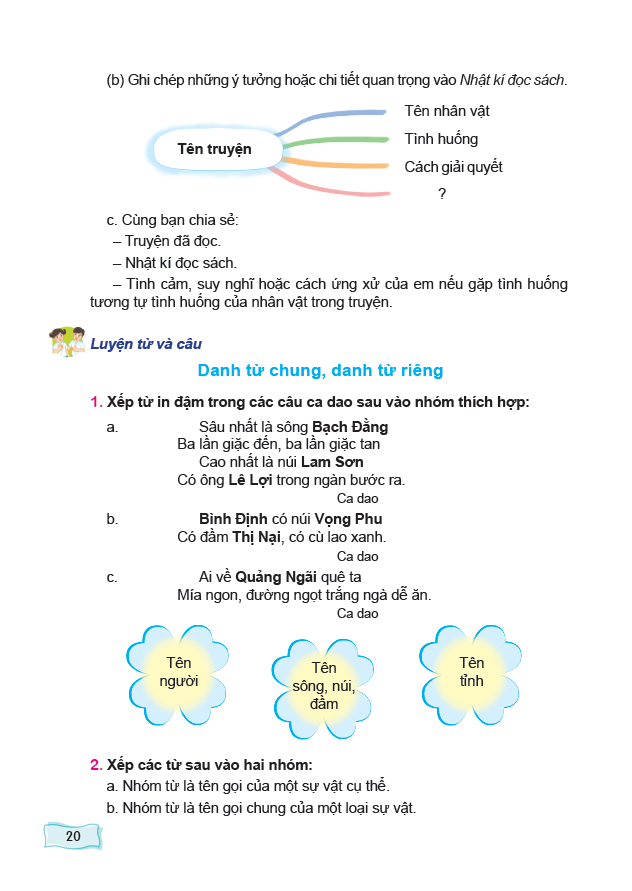 (b) Ghi chép những ý tưởng hoặc chi tiết quan trọng vào Nhật kí đọc sách.
Tên truyện
Tên nhân vật
Tình huống
Cách giải quyết
?
c. Cùng bạn chia sẻ:
– Truyện đã đọc.
– Nhật kí đọc sách.
– Tình cảm, suy nghĩ hoặc cách ứng xử của em nếu gặp tình huống
tương tự tình huống của nhân vật trong truyện.
Luyện từ và câu
Danh từ chung, danh từ riêng
1. Xếp từ in đậm trong các câu ca dao sau vào nhóm thích hợp:
a. Sâu nhất là sông Bạch Đằng
Ba lần giặc đến, ba lần giặc tan
Cao nhất là núi Lam Sơn
Có ông Lê Lợi trong ngàn bước ra.
Ca dao
b. Bình Định có núi Vọng Phu
Có đầm Thị Nại, có cù lao xanh.
Ca dao
c. Ai về Quảng Ngãi quê ta
Mía ngon, đường ngọt trắng ngà dễ ăn.
Ca dao
Tên
người
Tên
sông, núi,
đầm
Tên
tỉnh
2. Xếp các từ sau vào hai nhóm:
a. Nhóm từ là tên gọi của một sự vật cụ thể.
b. Nhóm từ là tên gọi chung của một loại sự vật.
20